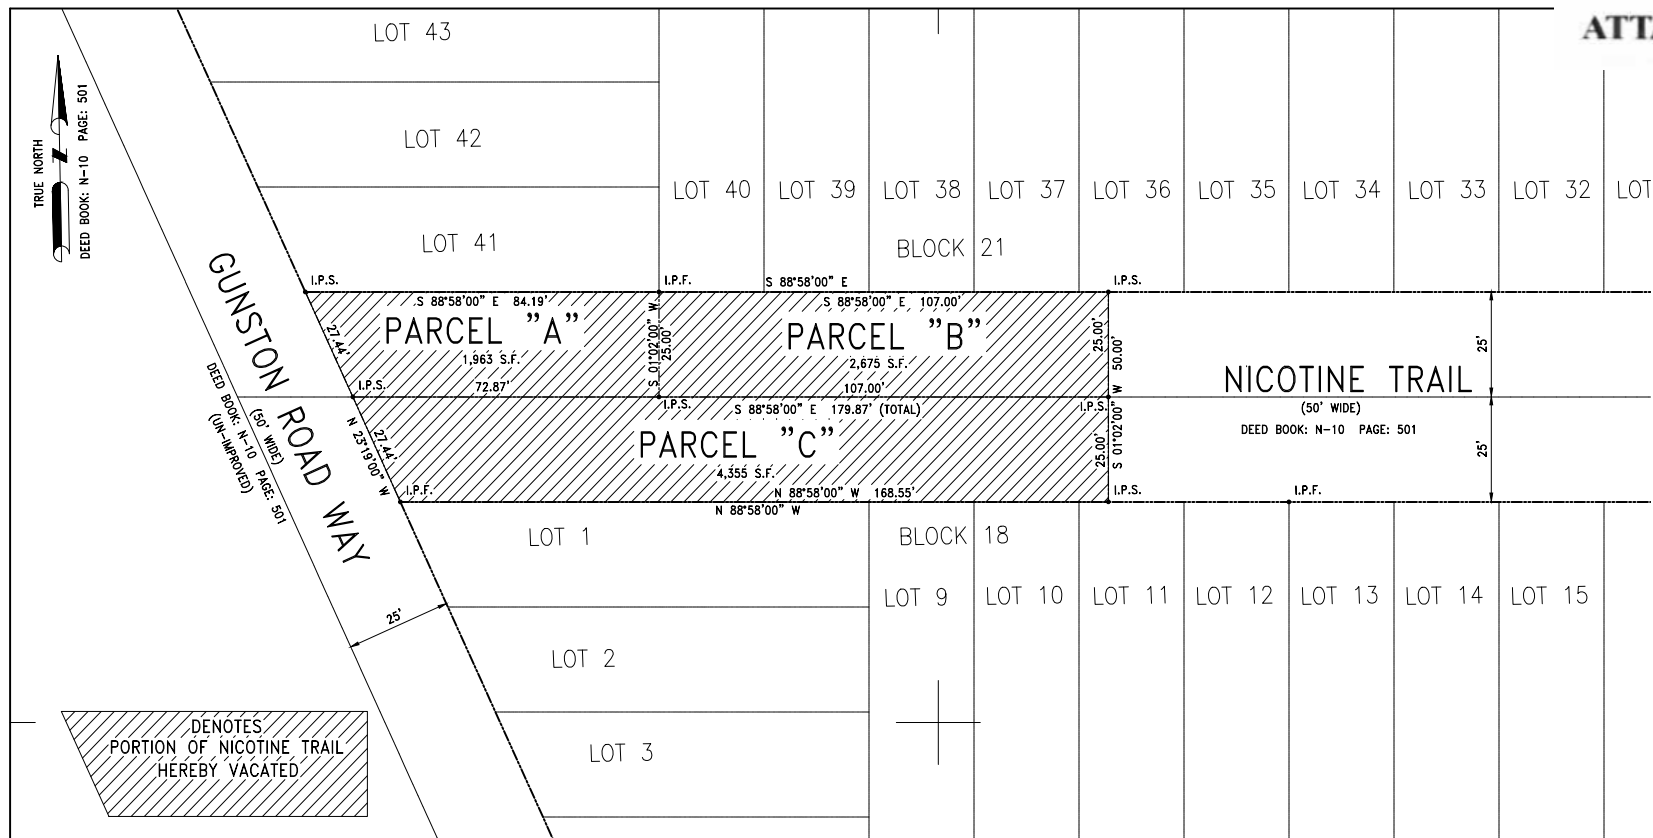 ATTA
LOT 43
LOT 42
LOT 41
TRUE NORTH
DEED BOOK: N-10 PAGE: 501
LOT 40
LOT 39
LOT 38
LOT 37
LOT 36
LOT 35
LOT 34
LOT 33
LOT 32
LOT
BLOCK 21
I.P.S.
I.P.F.
S 88°58'00" E
I.P.S.
S 88°58'00" E 84.19'
S 88°58'00" E 107.00'
PARCEL "A"
1,963 S.F.
27.44'
72.87'
S 01°02'00" W
25.00'
PARCEL "B"
2,675 S.F.
107.00'
25.00'
S 01°02'00" W 50.00'
25'
NICOTINE TRAIL
(50' WIDE)
DEED BOOK: N-10 PAGE: 501
25'
I.P.S.
I.P.S.
I.P.S.
S 88°58'00" E 179.87' (TOTAL)
PARCEL "C"
4,355 S.F.
27.44'
N 23°19'00" W
25.00'
I.P.F.
N 88°58'00" W 168.55'
N 88°58'00" W
I.P.S.
I.P.F.
GUNSTON ROAD WAY
(50' WIDE)
DEED BOOK: N-10 PAGE: 501
(UN-IMPROVED)
LOT 1
BLOCK 18
LOT 9
LOT 10
LOT 11
LOT 12
LOT 13
LOT 14
LOT 15
25'
LOT 2
LOT 3
DENOTES
PORTION OF NICOTINE TRAIL
HEREBY VACATED